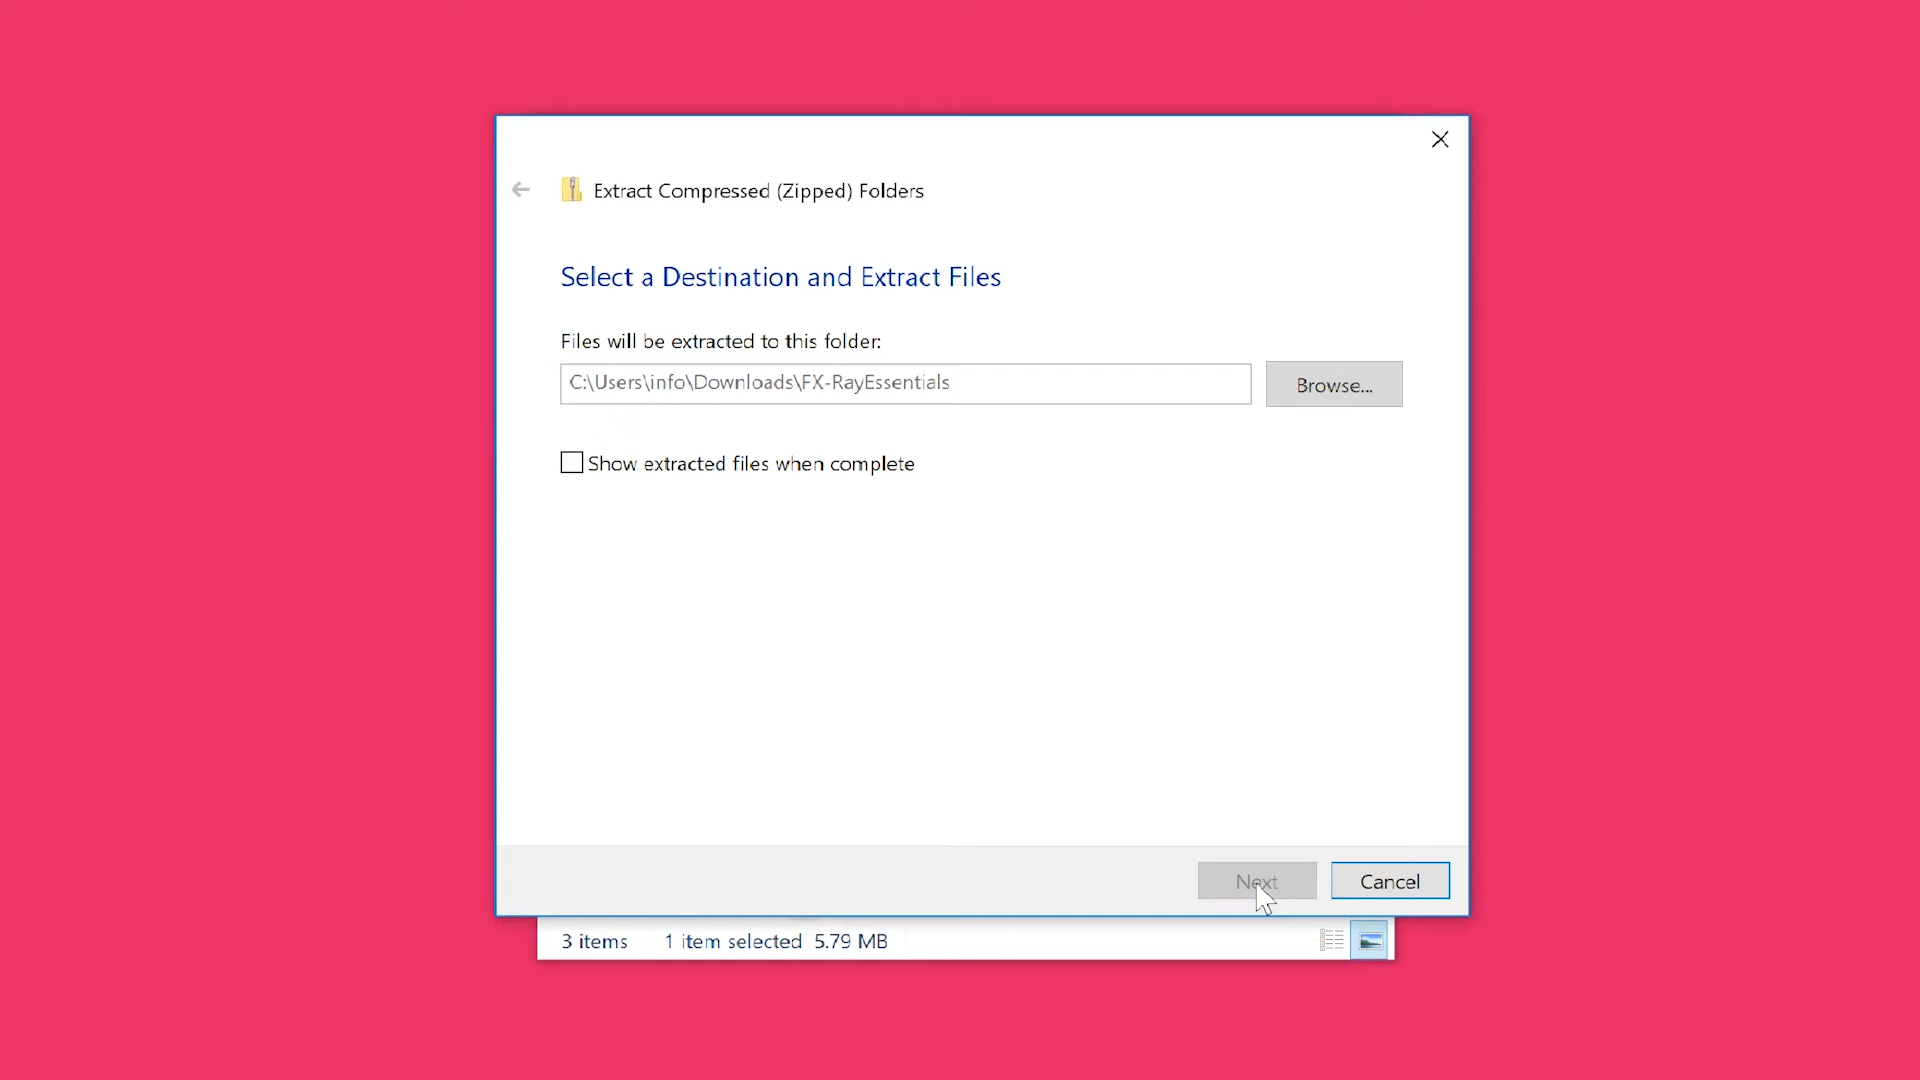 Extract Compressed (Zipped) Folders
Select a Destination and Extract Files
Files will be extracted to this folder:
C:\Users\info\Downloads\FX-RayEssentials
Browse...
Show extracted files when complete
Next
Cancel
3 items
1 item selected 5.79 MB